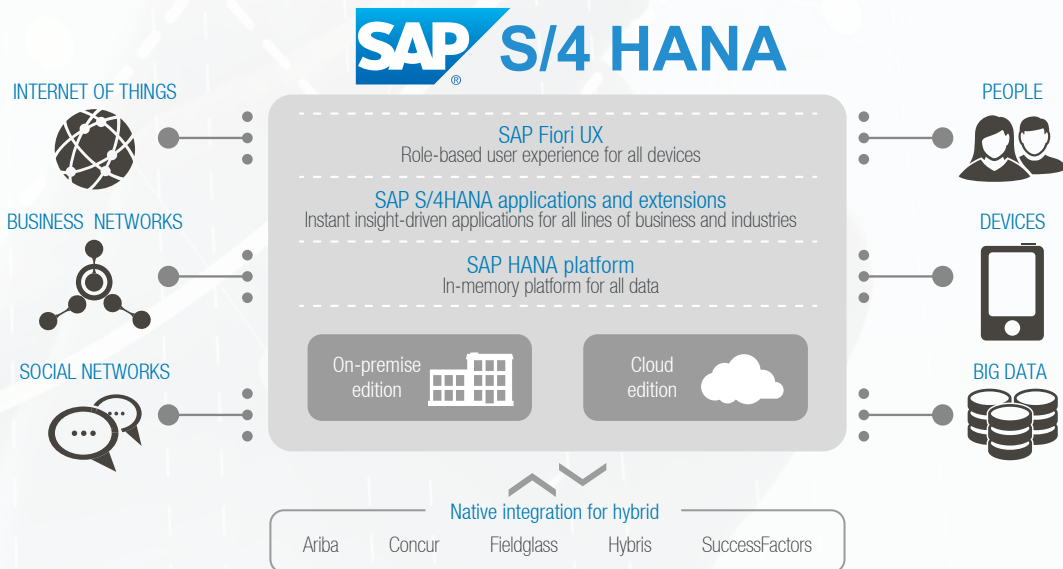 SAP ® S/4 HANA
INTERNET OF THINGS
BUSINESS NETWORKS
SOCIAL NETWORKS
SAP Fiori UX
Role-based user experience for all devices
SAP S/4HANA applications and extensions
Instant insight-driven applications for all lines of business and industries
SAP HANA platform
In-memory platform for all data
On-premise
edition
Cloud
edition
PEOPLE
DEVICES
BIG DATA
Native integration for hybrid
Ariba Concur Fieldglass Hybris SuccessFactors